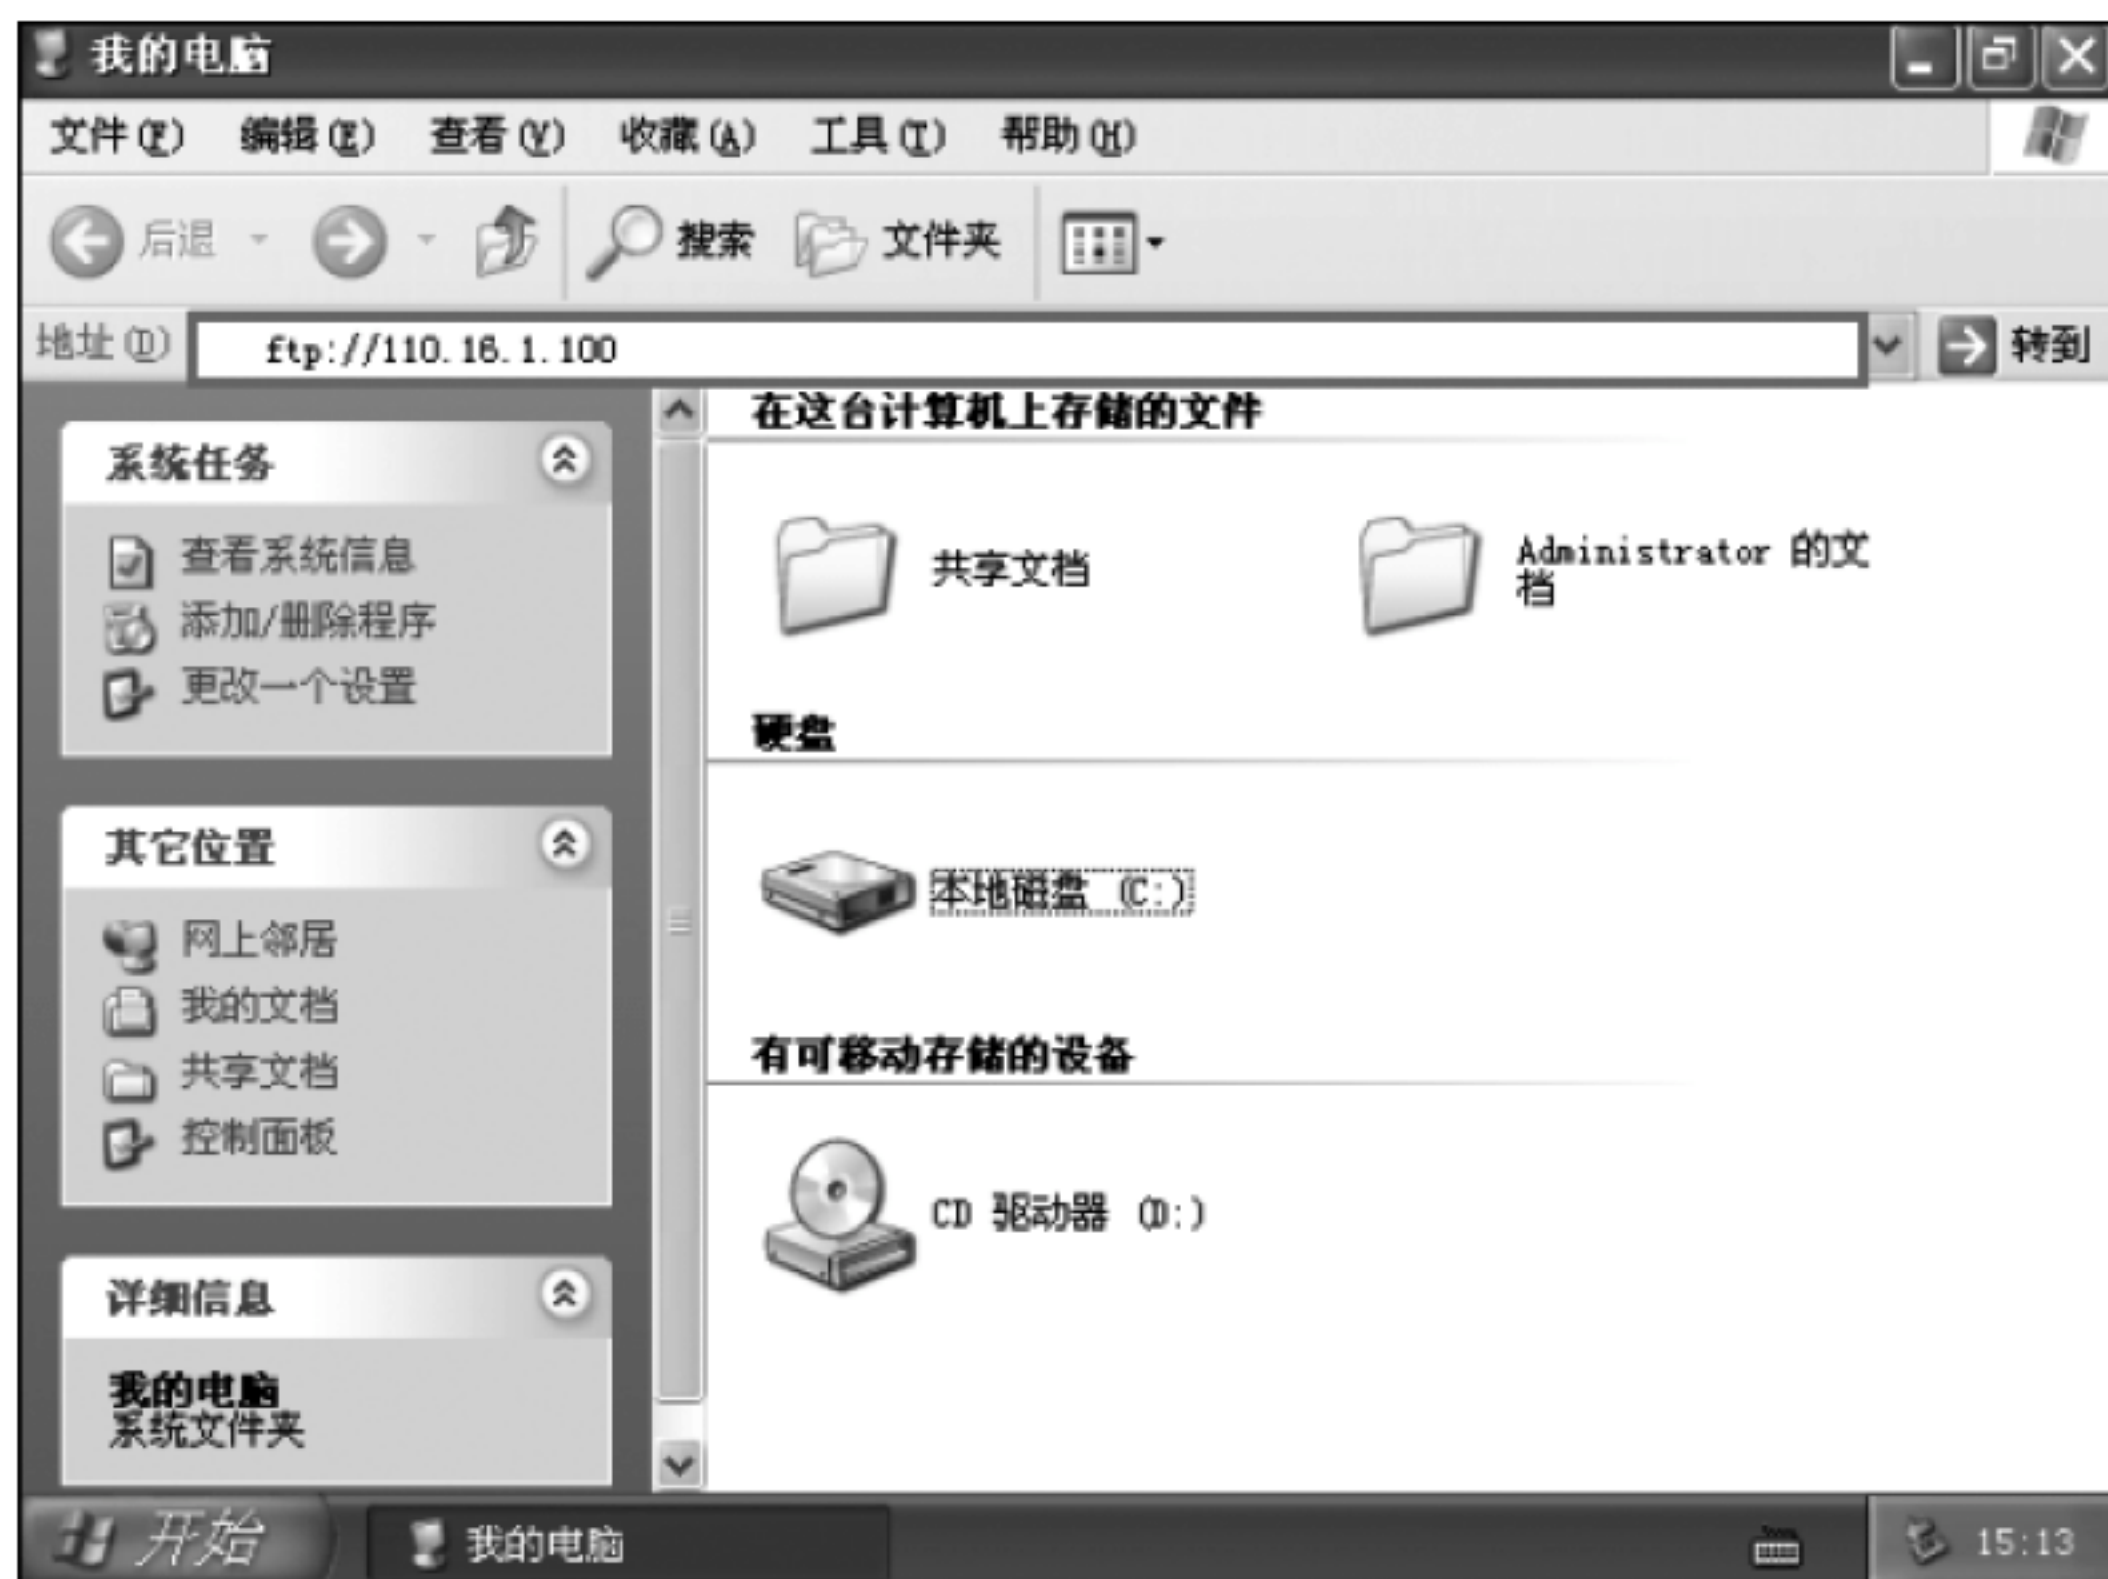 我的电脑
文件(F) 编辑(E) 查看(V) 收藏(A) 工具(T) 帮助(H)
后退 搜索 文件夹
地址(D) ftp://110.16.1.100 转到
系统任务
查看系统信息
添加/删除程序
更改一个设置
其它位置
网上邻居
我的文档
共享文档
控制面板
详细信息
我的电脑
系统文件夹
在这台计算机上存储的文件
共享文档
Administrator 的文
档
硬盘
本地磁盘 (C:)
有可移动存储的设备
CD 驱动器 (D:)
开始 我的电脑 15:13